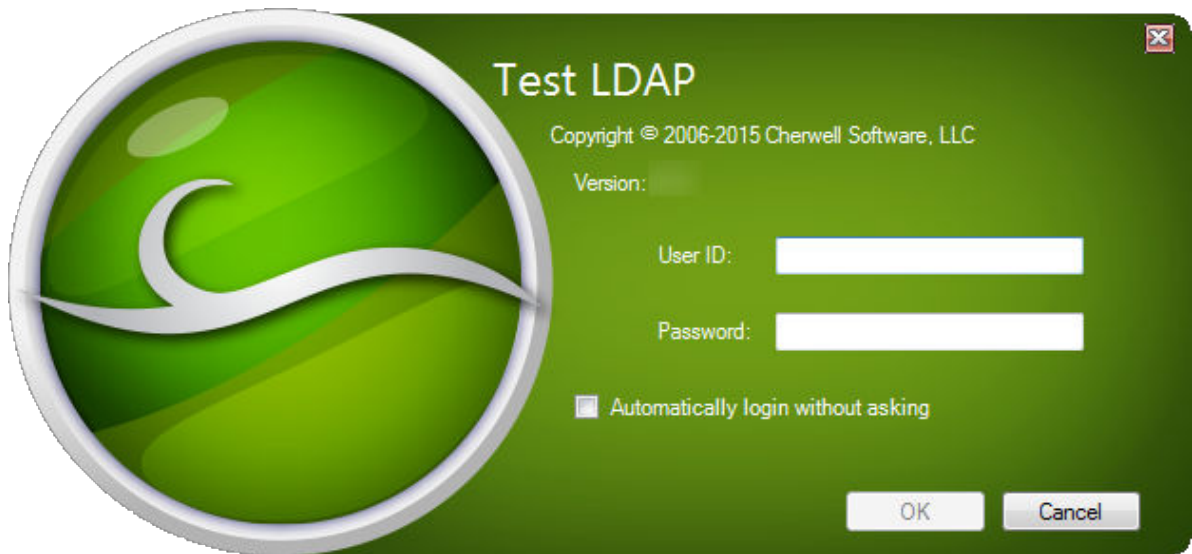 Test LDAP
Copyright © 2006-2015 Cherwell Software, LLC
Version:
User ID:
Password:
Automatically login without asking
OK
Cancel